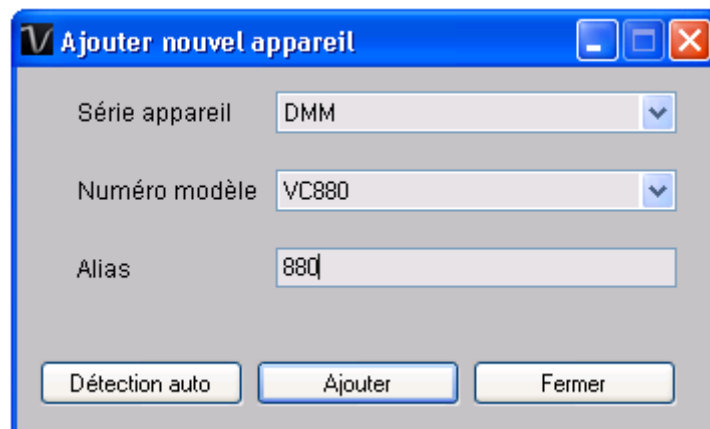 Ajouter nouvel appareil
Série appareil DMM
Numéro modèle VC880
Alias 880
Détection auto Ajouter Fermer